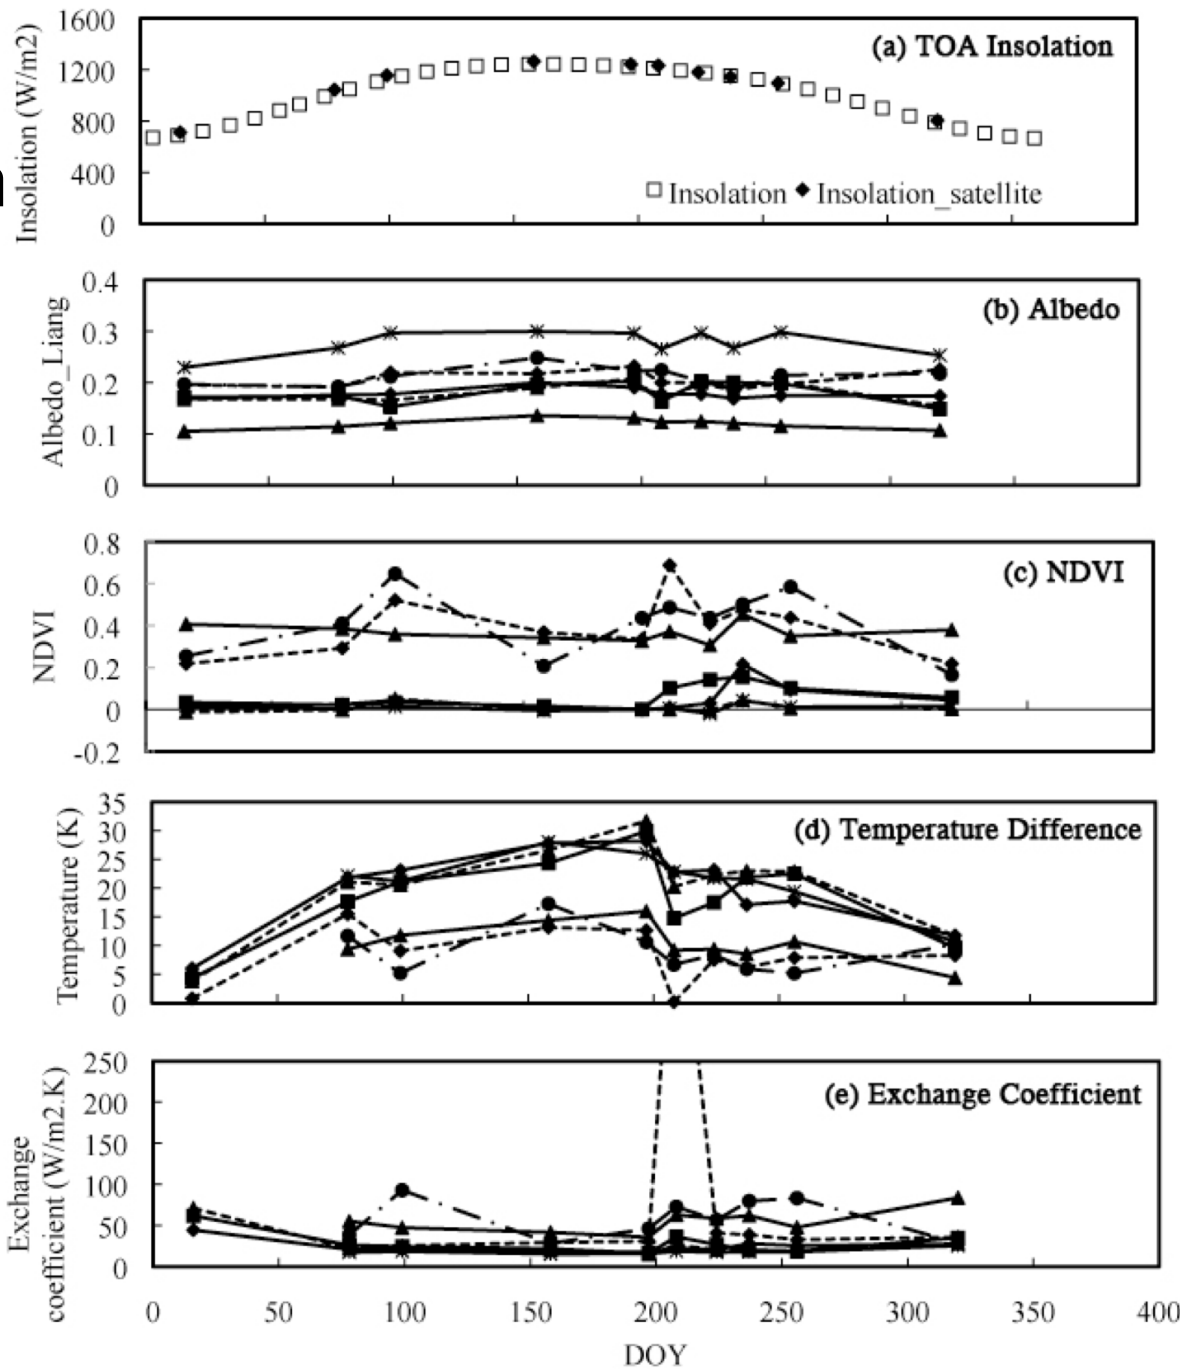 1600
(a) TOA Insolation
1200
800
400
0
Insolation (W/m2)
Insolation Insolation_satellite
0.4
(b) Albedo
0.3
0.2
0.1
0
Albedo_Liang
0.8
(c) NDVI
0.6
0.4
0.2
0
-0.2
NDVI
35
(d) Temperature Difference
30
25
20
15
10
5
0
Temperature (K)
250
(e) Exchange Coefficient
200
150
100
50
0
Exchange
coefficient (W/m2.K)
0 50 100 150 200 250 300 350 400
DOY